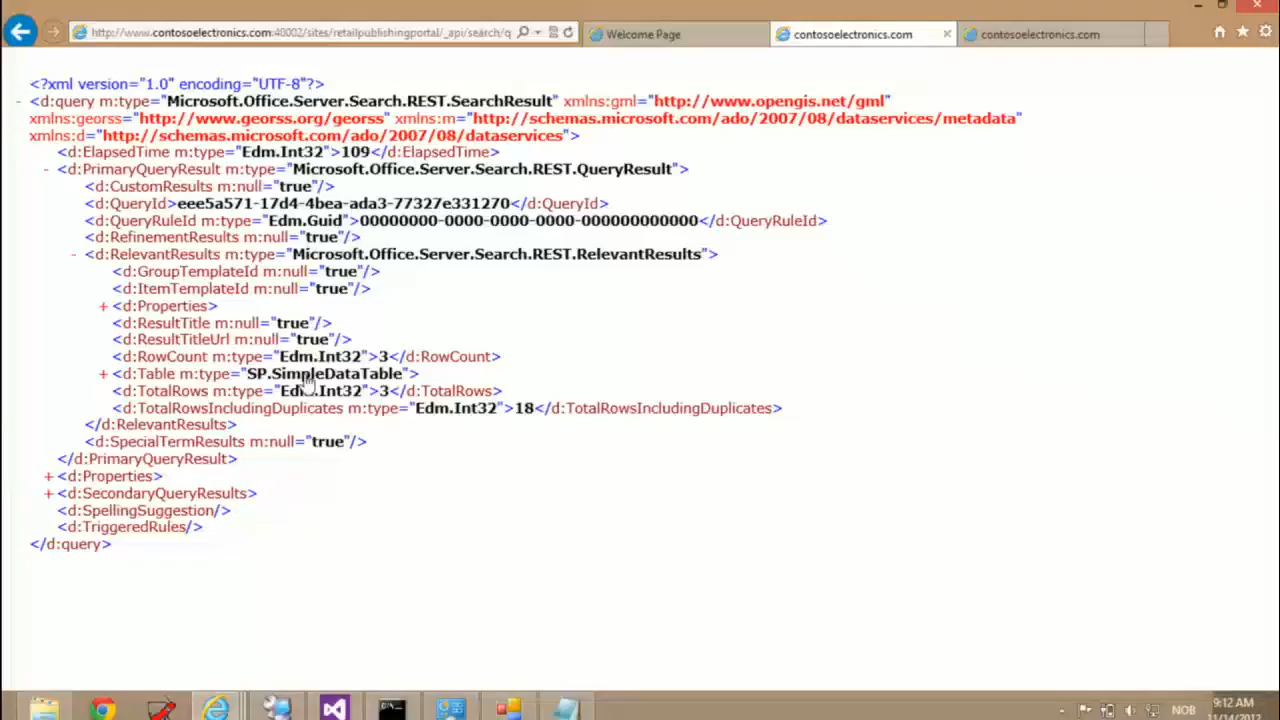 http://www.contosoelectronics.com:40002/sites/retailpublishingportal/_api/search/q
Welcome Page
contosoelectronics.com
contosoelectronics.com
<?xml version="1.0" encoding="UTF-8"?>
- <d:query m:type="Microsoft.Office.Server.Search.REST.SearchResult" xmlns:gml="http://www.opengis.net/gml"
xmlns:georss="http://www.georss.org/georss" xmlns:m="http://schemas.microsoft.com/ado/2007/08/dataservices/metadata"
xmlns:d="http://schemas.microsoft.com/ado/2007/08/dataservices">
<d:ElapsedTime m:type="Edm.Int32">109</d:ElapsedTime>
- <d:PrimaryQueryResult m:type="Microsoft.Office.Server.Search.REST.QueryResult">
<d:CustomResults m:null="true"/>
<d:QueryId>eee5a571-17d4-4bea-ada3-77327e331270</d:QueryId>
<d:QueryRuleId m:type="Edm.Guid">00000000-0000-0000-0000-000000000000</d:QueryRuleId>
<d:RefinementResults m:null="true"/>
- <d:RelevantResults m:type="Microsoft.Office.Server.Search.REST.RelevantResults">
<d:GroupTemplateId m:null="true"/>
<d:ItemTemplateId m:null="true"/>
+ <d:Properties>
<d:ResultTitle m:null="true"/>
<d:ResultTitleUrl m:null="true"/>
<d:RowCount m:type="Edm.Int32">3</d:RowCount>
+ <d:Table m:type="SP.SimpleDataTable">
<d:TotalRows m:type="Edm.Int32">3</d:TotalRows>
<d:TotalRowsIncludingDuplicates m:type="Edm.Int32">18</d:TotalRowsIncludingDuplicates>
</d:RelevantResults>
<d:SpecialTermResults m:null="true"/>
</d:PrimaryQueryResult>
+ <d:Properties>
+ <d:SecondaryQueryResults>
<d:SpellingSuggestion/>
<d:TriggeredRules/>
</d:query>
NOB
9:12 AM